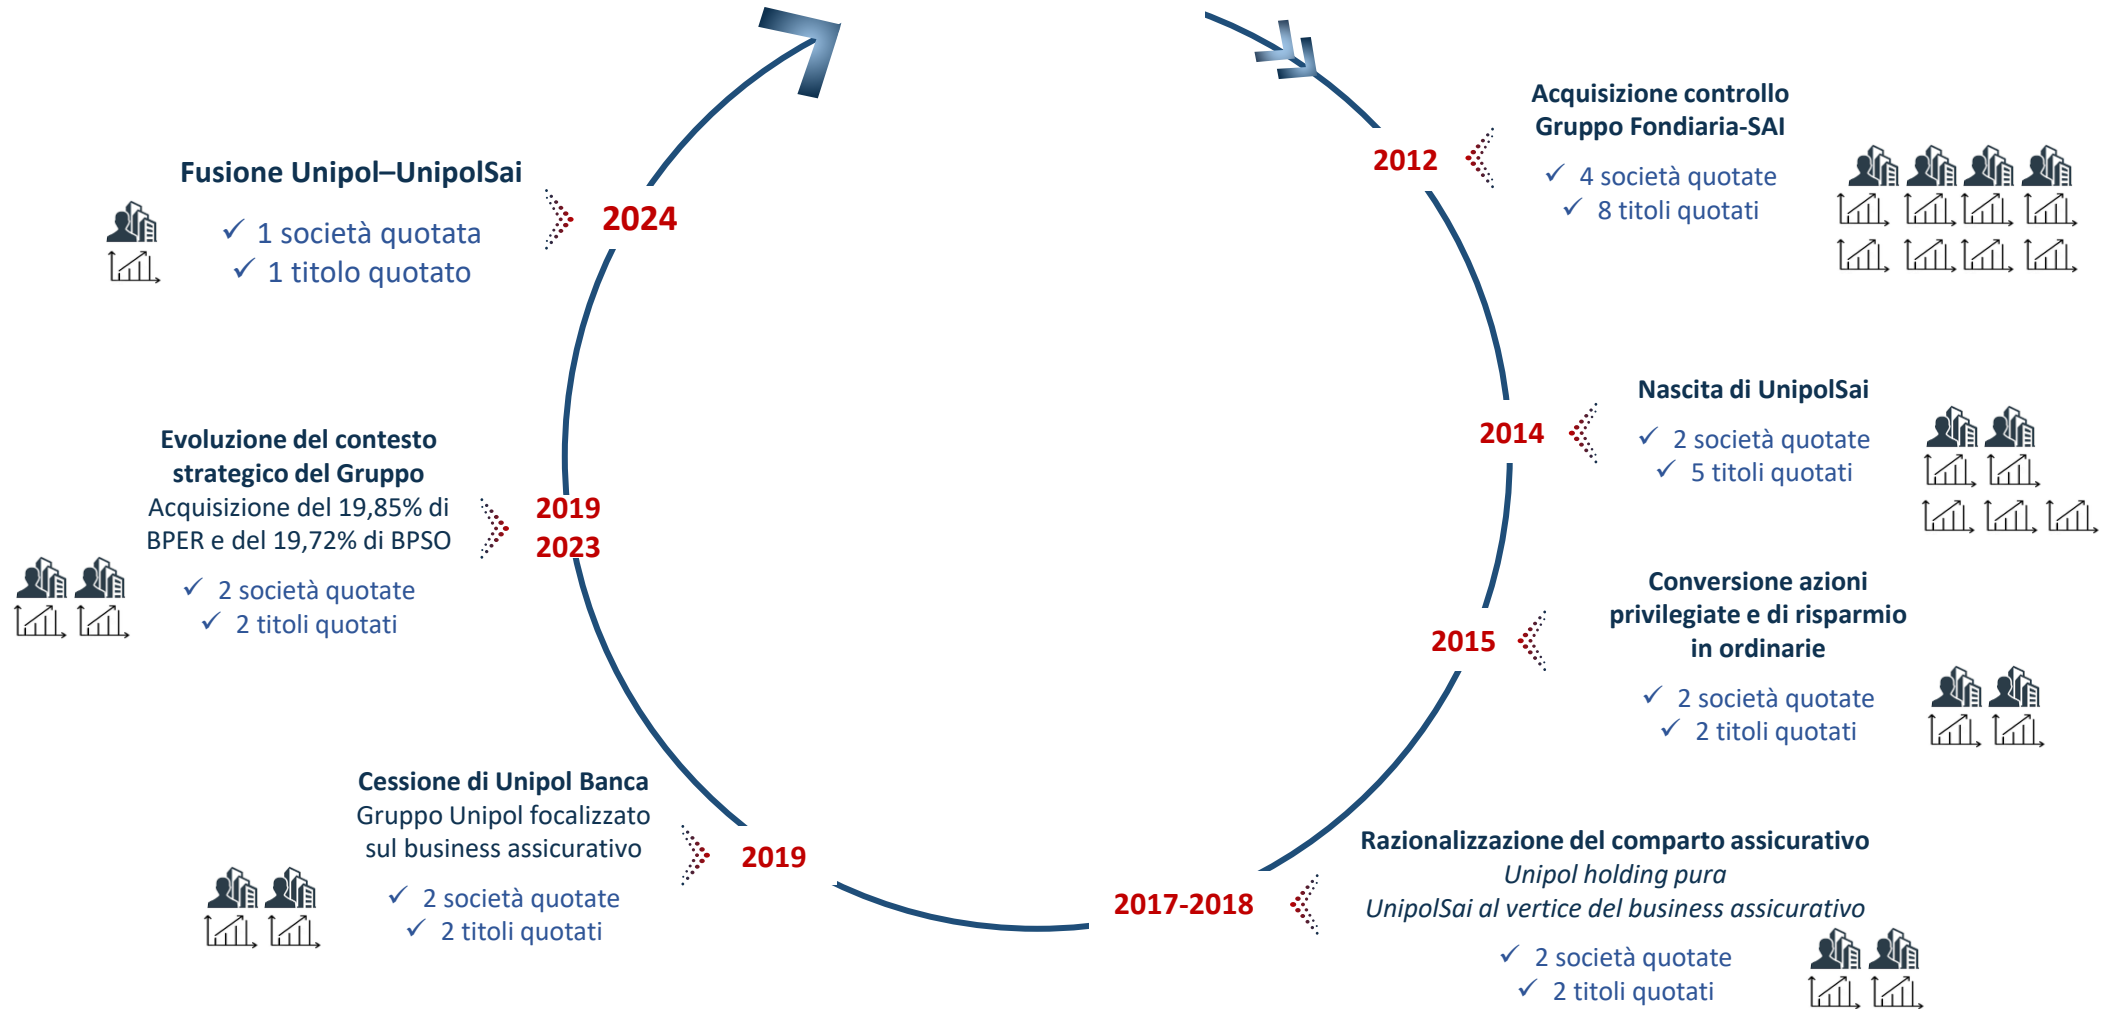 2012
Acquisizione controllo
Gruppo Fondiaria-SAI
✓ 4 società quotate
✓ 8 titoli quotati
2014
Nascita di UnipolSai
✓ 2 società quotate
✓ 5 titoli quotati
2015
Conversione azioni
privilegiate e di risparmio
in ordinarie
✓ 2 società quotate
✓ 2 titoli quotati
2017-2018
Razionalizzazione del comparto assicurativo
Unipol holding pura
UnipolSai al vertice del business assicurativo
✓ 2 società quotate
✓ 2 titoli quotati
Cessione di Unipol Banca
Gruppo Unipol focalizzato
sul business assicurativo
2019
✓ 2 società quotate
✓ 2 titoli quotati
Evoluzione del contesto
strategico del Gruppo
Acquisizione del 19,85% di
BPER e del 19,72% di BPSO
2019
2023
✓ 2 società quotate
✓ 2 titoli quotati
Fusione Unipol–UnipolSai
2024
✓ 1 società quotata
✓ 1 titolo quotato